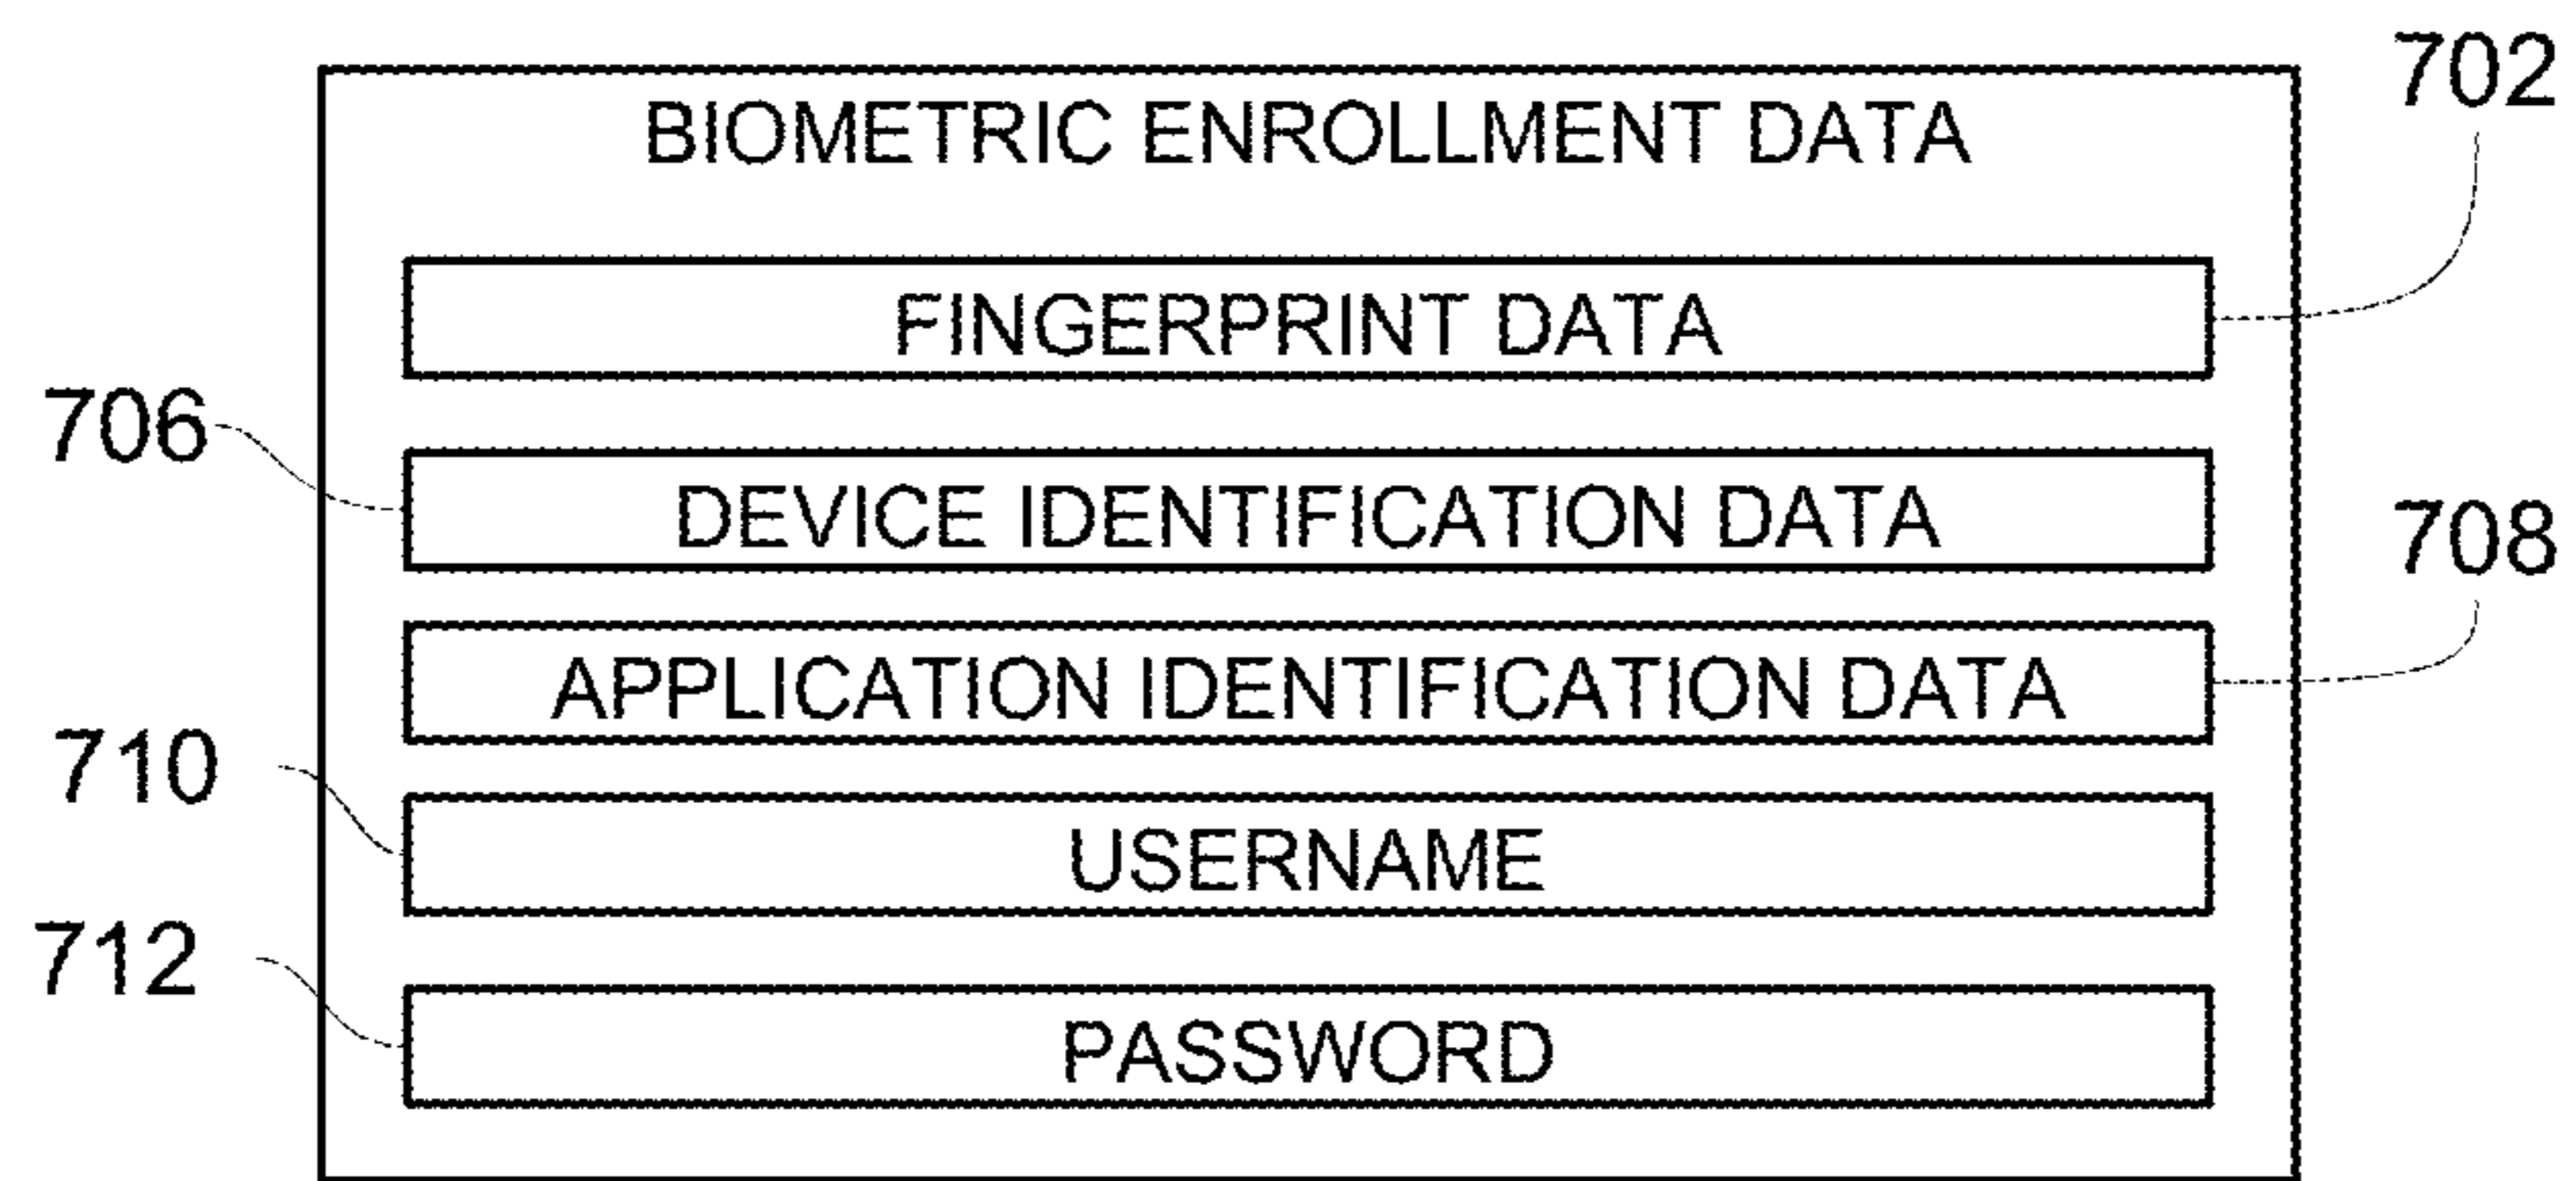 702
BIOMETRIC ENROLLMENT DATA
FINGERPRINT DATA
706
DEVICE IDENTIFICATION DATA
708
APPLICATION IDENTIFICATION DATA
710
USERNAME
712
PASSWORD